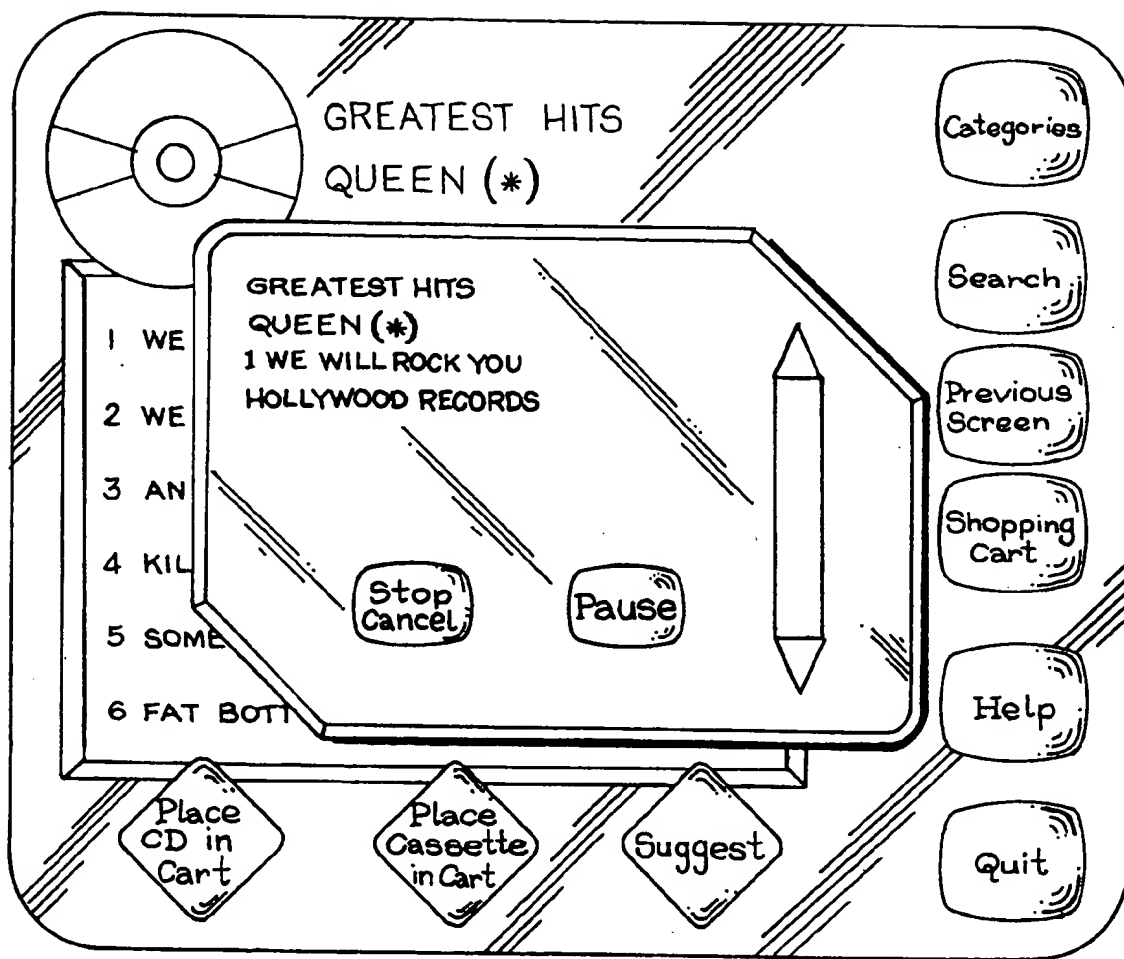 GREATEST HITS
QUEEN (*)
GREATEST HITS
QUEEN (*)
1 WE WILL ROCK YOU
HOLLYWOOD RECORDS
1 WE
2 WE
3 AN
4 KIL
5 SOME
6 FAT BOTT
Stop
Cancel
Pause
Place
CD in
Cart
Place
Cassette
in Cart
Suggest
Categories
Search
Previous
Screen
Shopping
Cart
Help
Quit